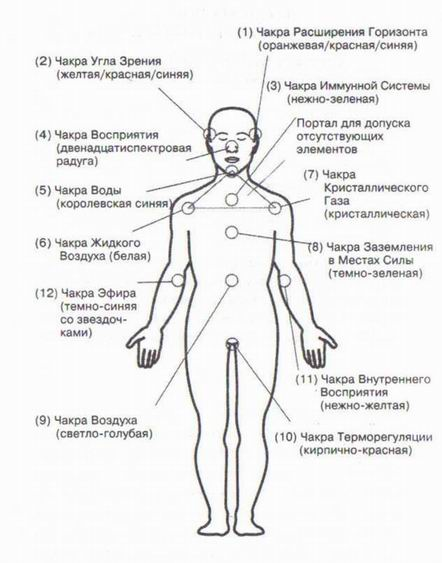 (1) Чакра Расширения Горизонта
(оранжевая/красная/синяя)
(2) Чакра Угла Зрения
(желтая/красная/синяя)
(3) Чакра Иммунной Системы
(нежно-зеленая)
(4) Чакра Восприятия
(двенадцатиспектровая
радуга)
Портал для допуска
отсутствующих
элементов
(5) Чакра Воды
(королевская синяя)
(7) Чакра
Кристаллического
Газа
(кристаллическая)
(6) Чакра Жидкого
Воздуха (белая)
(8) Чакра Заземления
в Местах Силы
(темно-зеленая)
(12) Чакра Эфира
(темно-синяя
со звездоч-
ками)
(11) Чакра Внутреннего
Восприятия
(нежно-желтая)
(9) Чакра Воздуха
(светло-голубая)
(10) Чакра Терморегуляции
(кирпично-красная)